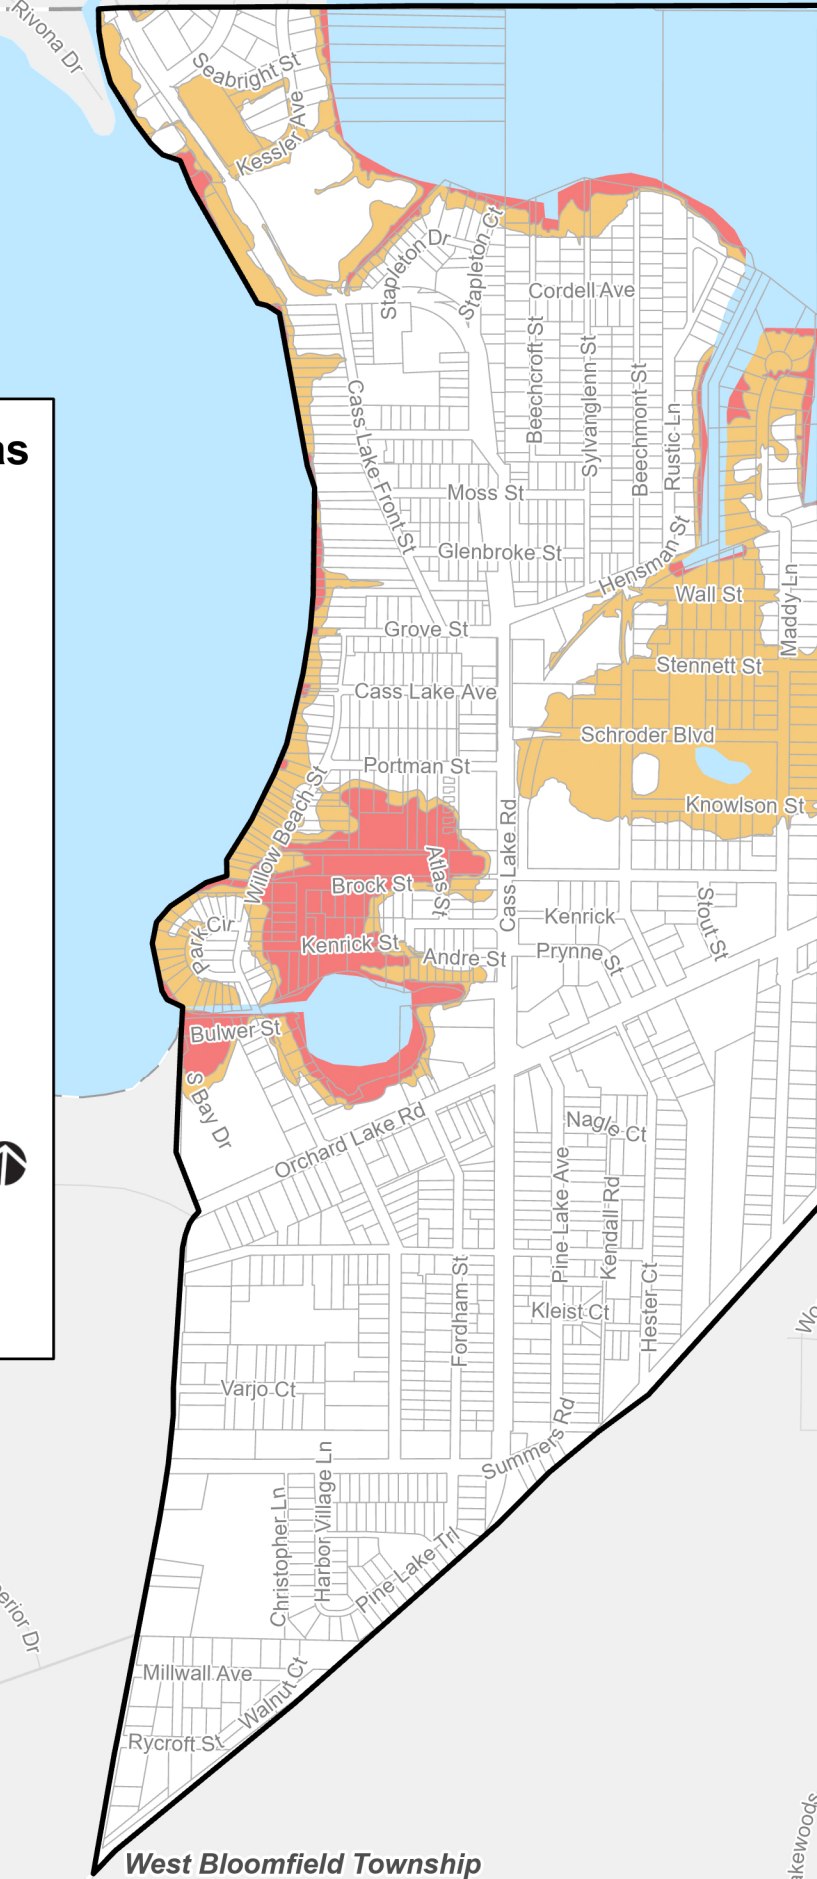 Rivona Dr
Seabright St
Kessler Ave
Stapleton Dr
Stapleton Ct
Cordell Ave
Beechcroft St
Sylvanglenn St
Beechmont St
Rustic Ln
Cass Lake Front St
as
Moss St
Glenbroke St
Hensman St
Wall St
Maddy Ln
Grove St
Stennett St
Cass Lake Ave
Schroder Blvd
Portman St
Willow Beach St
Knowlson St
Cass Lake Rd
Atlas St
Brock St
Park Cir
Kenrick
Stout St
Kenrick St
Andre St
Prynne St
Bulwer St
S Bay Dr
Orchard Lake Rd
Nagle Ct
Pine Lake Ave
Kendall Rd
Fordham St
Hester Ct
Kleist Ct
Wo
Varjo Ct
Summers Rd
Christopher Ln
Harbor Village Ln
Pine Lake Trl
erior Dr
Millwall Ave
Walnut Ct
Rycroft St
akewoods
West Bloomfield Township